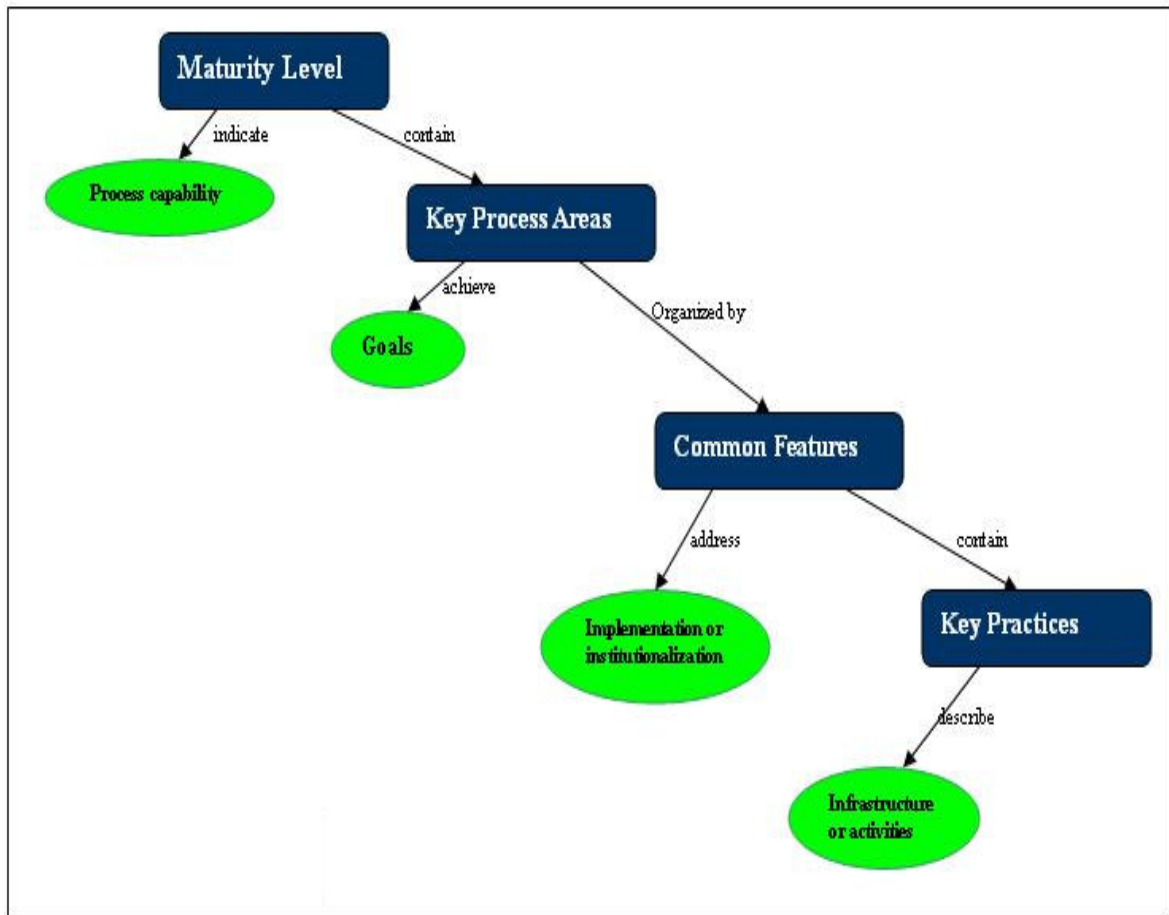 Maturity Level
indicate
contain
Process capability
Key Process Areas
achieve
Organized by
Goals
Common Features
address
contain
Implementation or
institutionalization
Key Practices
describe
Infrastructure
or activities